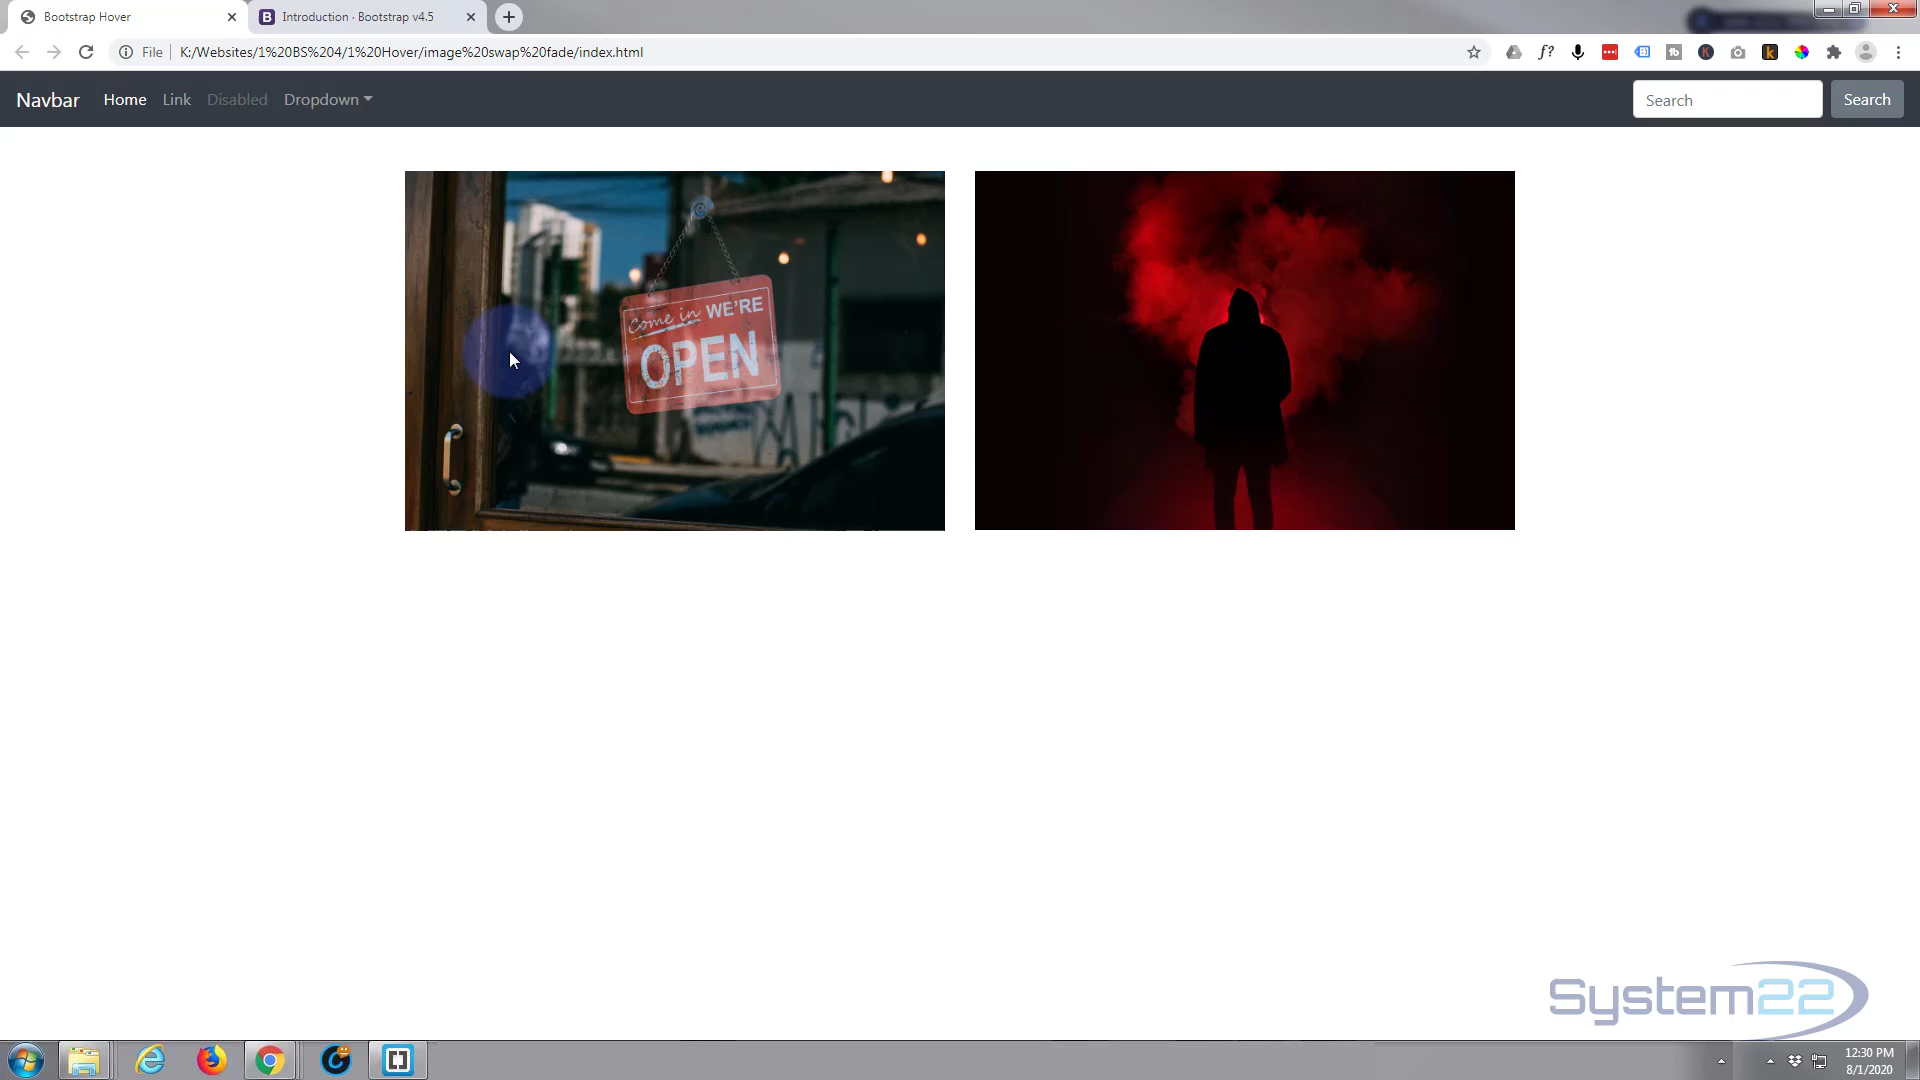 Bootstrap Hover
Introduction · Bootstrap v4.5
File K:/Websites/1%20BS%204/1%20Hover/image%20swap%20fade/index.html
Navbar Home Link Disabled Dropdown Search Search
Come in WE'RE
OPEN
System22
12:30 PM
8/1/2020